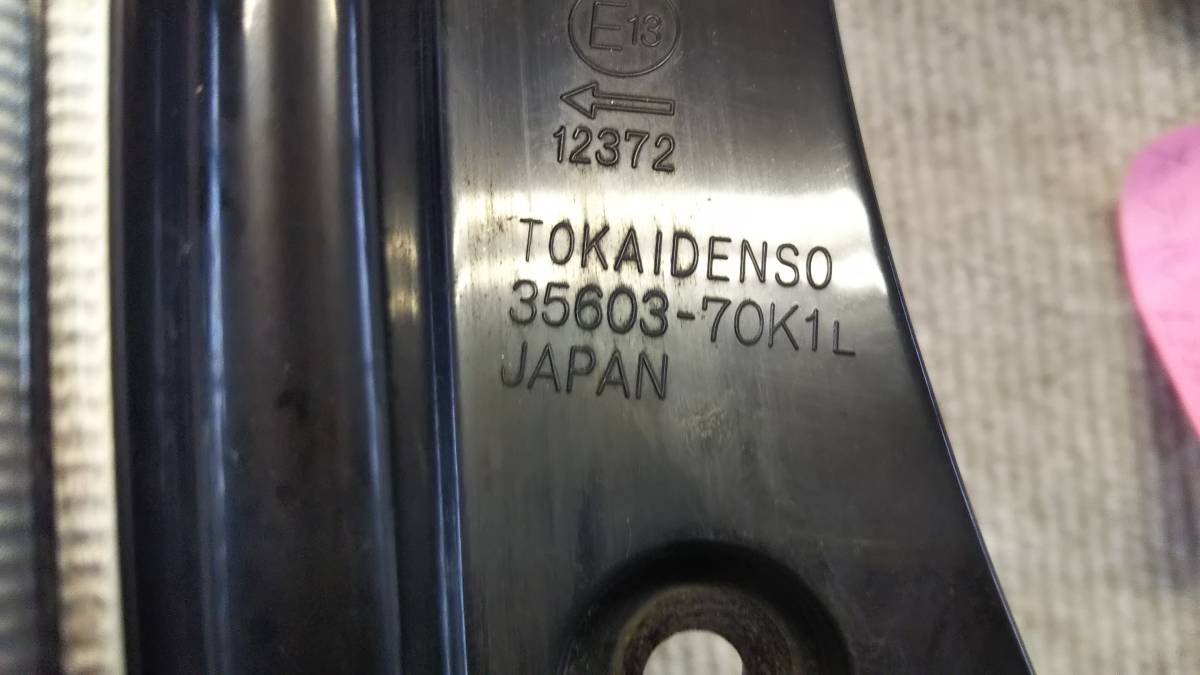 E13
12372
TOKAIDENSO
35603-70K1L
JAPAN